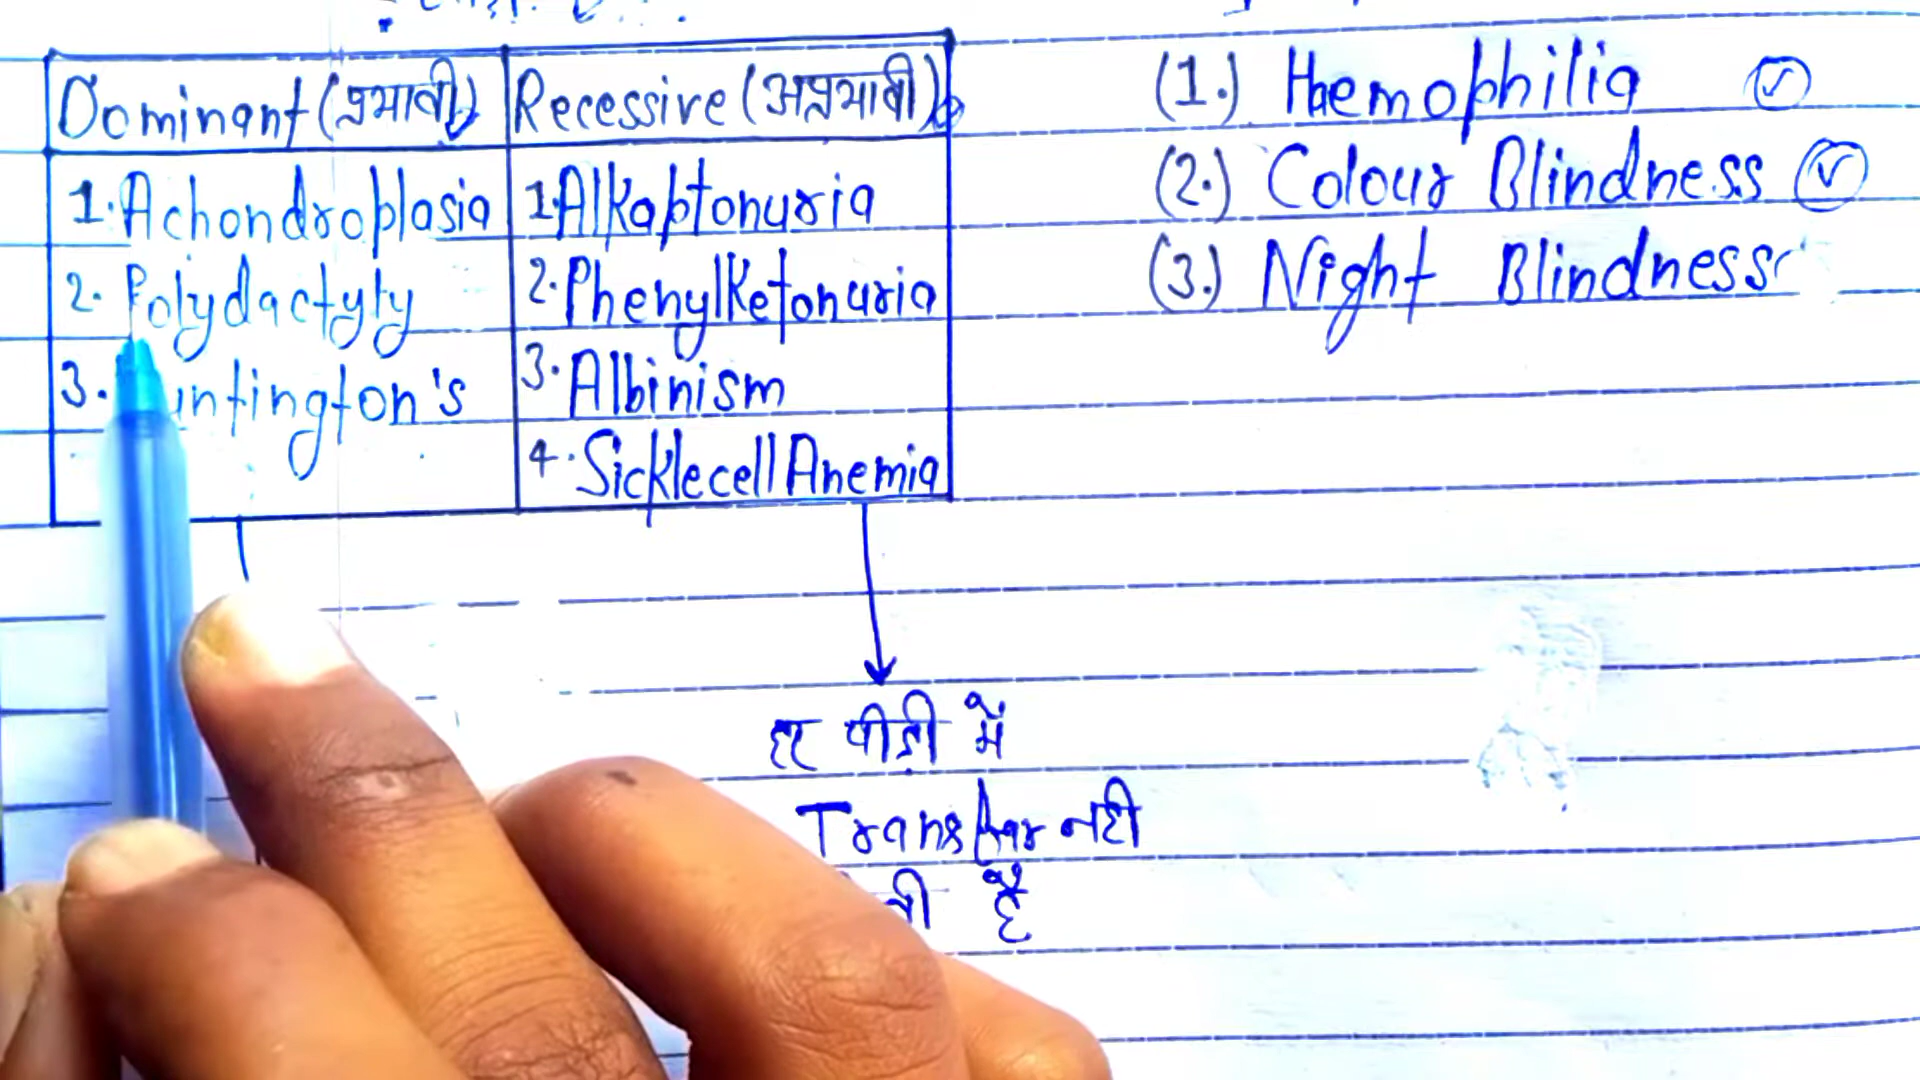 Dominant (प्रभावी)
1. Achondroplasia
2. Polydactyly
3. untington's
Recessive (अप्रभावी)
1. Alkaptonuria
2. Phenylketonuria
3. Albinism
4. Sicklecell Anemia
हर पीढ़ी में
Transfer नही
है
(1.) Haemophilia
(2.) Colour Blindness
(3.) Night Blindness